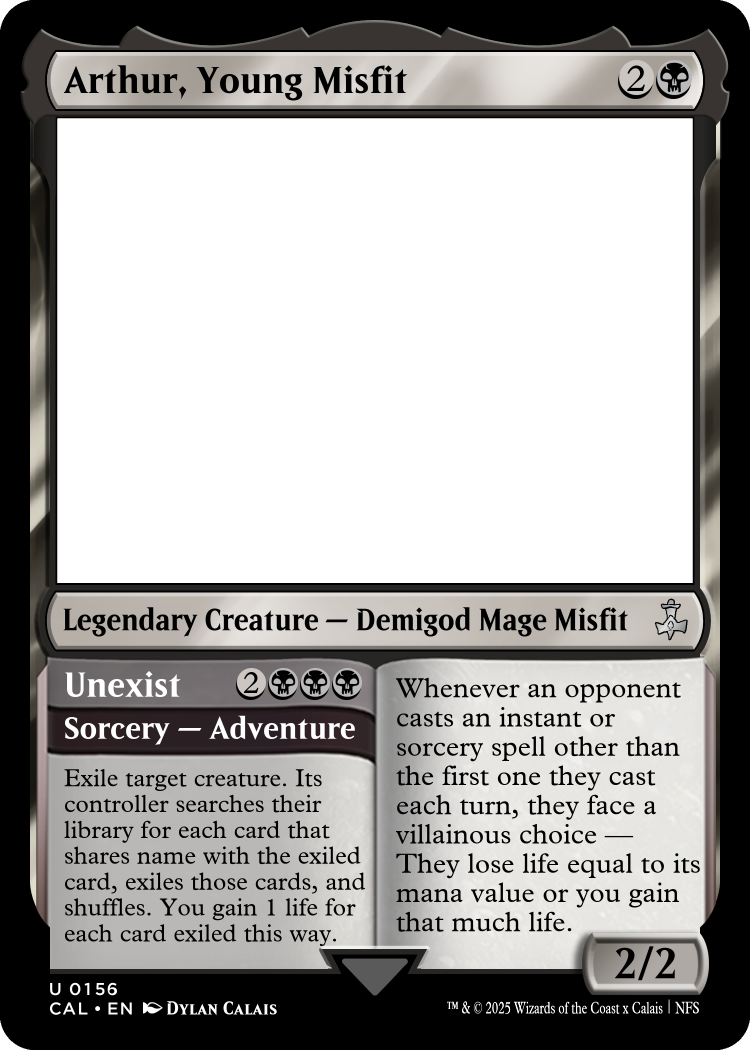 Arthur, Young Misfit
2
Legendary Creature — Demigod Mage Misfit
Unexist
2
Sorcery — Adventure
Exile target creature. Its
controller searches their
library for each card that
shares name with the exiled
card, exiles those cards, and
shuffles. You gain 1 life for
each card exiled this way.
Whenever an opponent
casts an instant or
sorcery spell other than
the first one they cast
each turn, they face a
villainous choice —
They lose life equal to its
mana value or you gain
that much life.
2/2
U 0156
CAL • EN DYLAN CALAIS
™ & © 2025 Wizards of the Coast x Calais | NFS